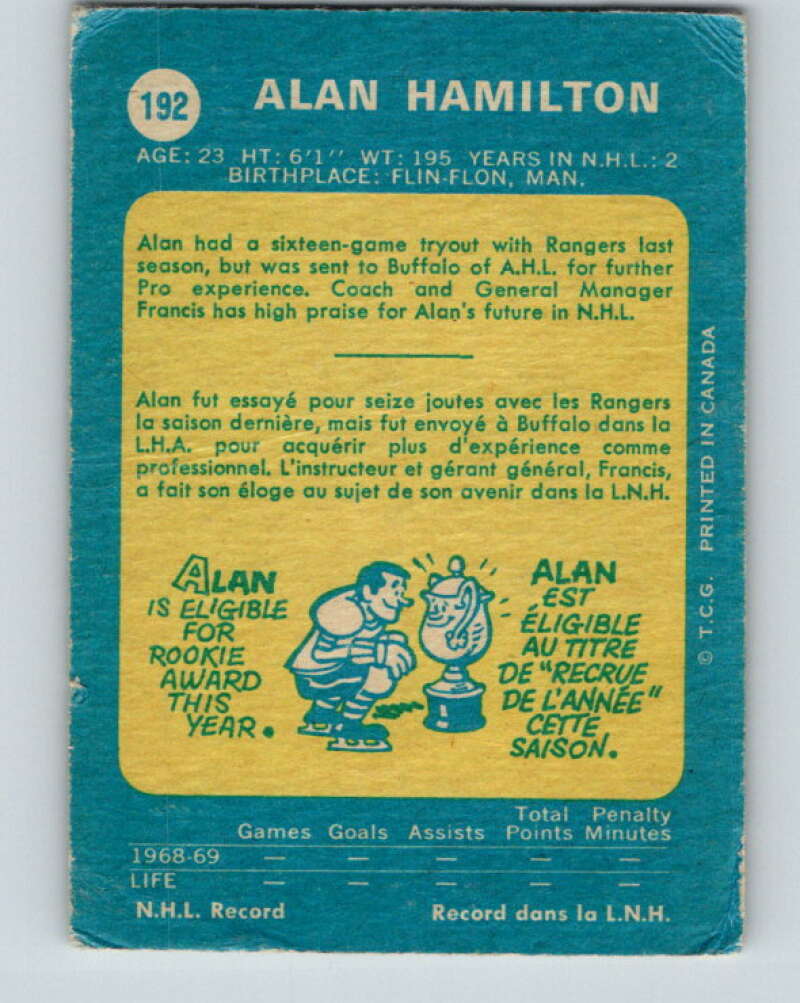 192
ALAN HAMILTON
AGE: 23 HT: 6'1'' WT: 195 YEARS IN N.H.L.: 2
BIRTHPLACE: FLIN-FLON, MAN.
Alan had a sixteen-game tryout with Rangers last
season, but was sent to Buffalo of A.H.L. for further
Pro experience. Coach and General Manager
Francis has high praise for Alan's future in N.H.L.
Alan fut essayé pour seize joutes avec les Rangers
la saison dernière, mais fut envoyé à Buffalo dans la
L.H.A. pour acquérir plus d'expérience comme
professionnel. L'instructeur et gérant général, Francis,
a fait son éloge au sujet de son avenir dans la L.N.H.
ALAN
IS ELIGIBLE
FOR
ROOKIE
AWARD
THIS
YEAR.
ALAN
EST
ÉLIGIBLE
AU TITRE
DE "RECRUE
DE L'ANNÉE"
CETTE
SAISON.
© T.C.G. PRINTED IN CANADA
Games Goals Assists Total Points Penalty Minutes
1968-69 — — — — —
LIFE — — — — —
N.H.L. Record Record dans la L.N.H.